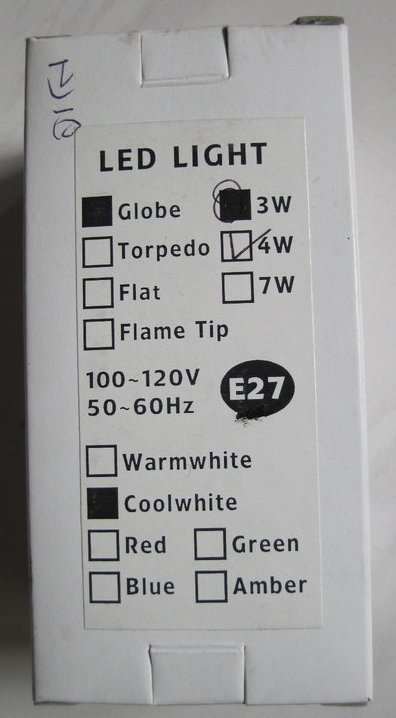 LED LIGHT
Globe 3W
Torpedo 4W
Flat 7W
Flame Tip
100~120V
50~60Hz
E27
Warmwhite
Coolwhite
Red Green
Blue Amber